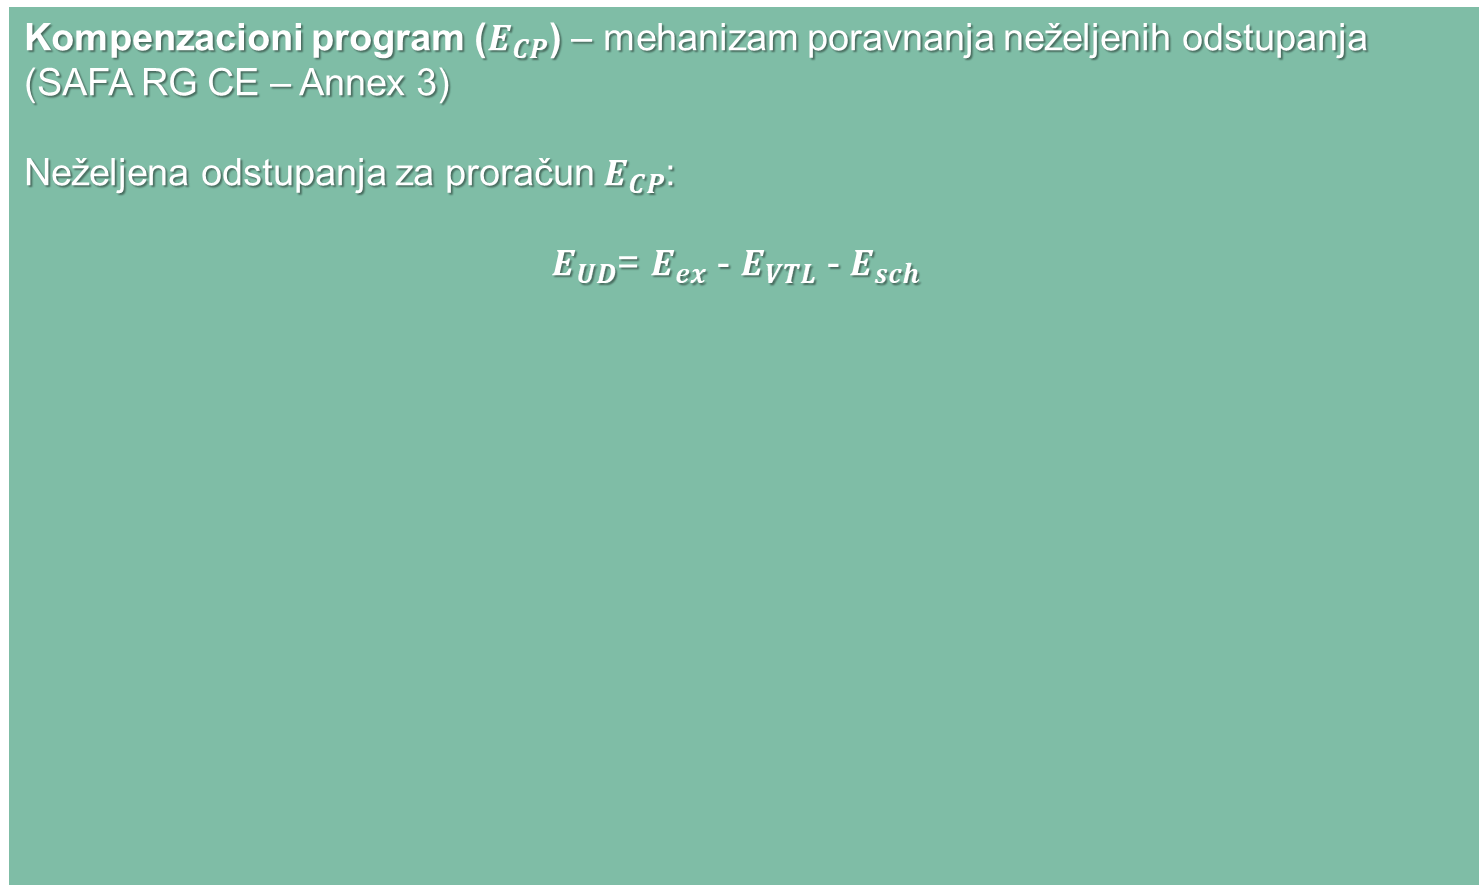 Kompenzacioni program (E_CP) – mehanizam poravnanja neželjenih odstupanja
(SAFA RG CE – Annex 3)
Neželjena odstupanja za proračun E_CP:
E_UD= E_ex - E_VTL - E_sch